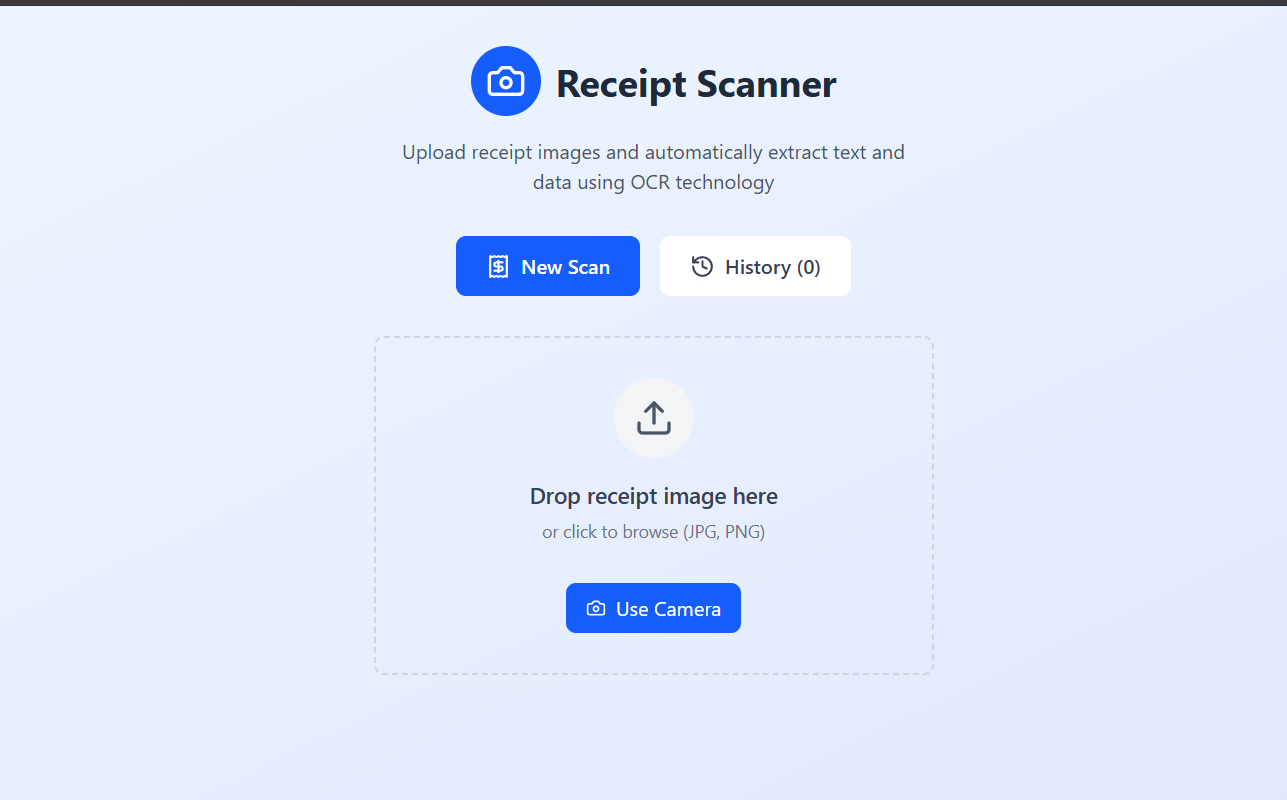 Receipt Scanner
Upload receipt images and automatically extract text and
data using OCR technology
New Scan
History (0)
Drop receipt image here
or click to browse (JPG, PNG)
Use Camera